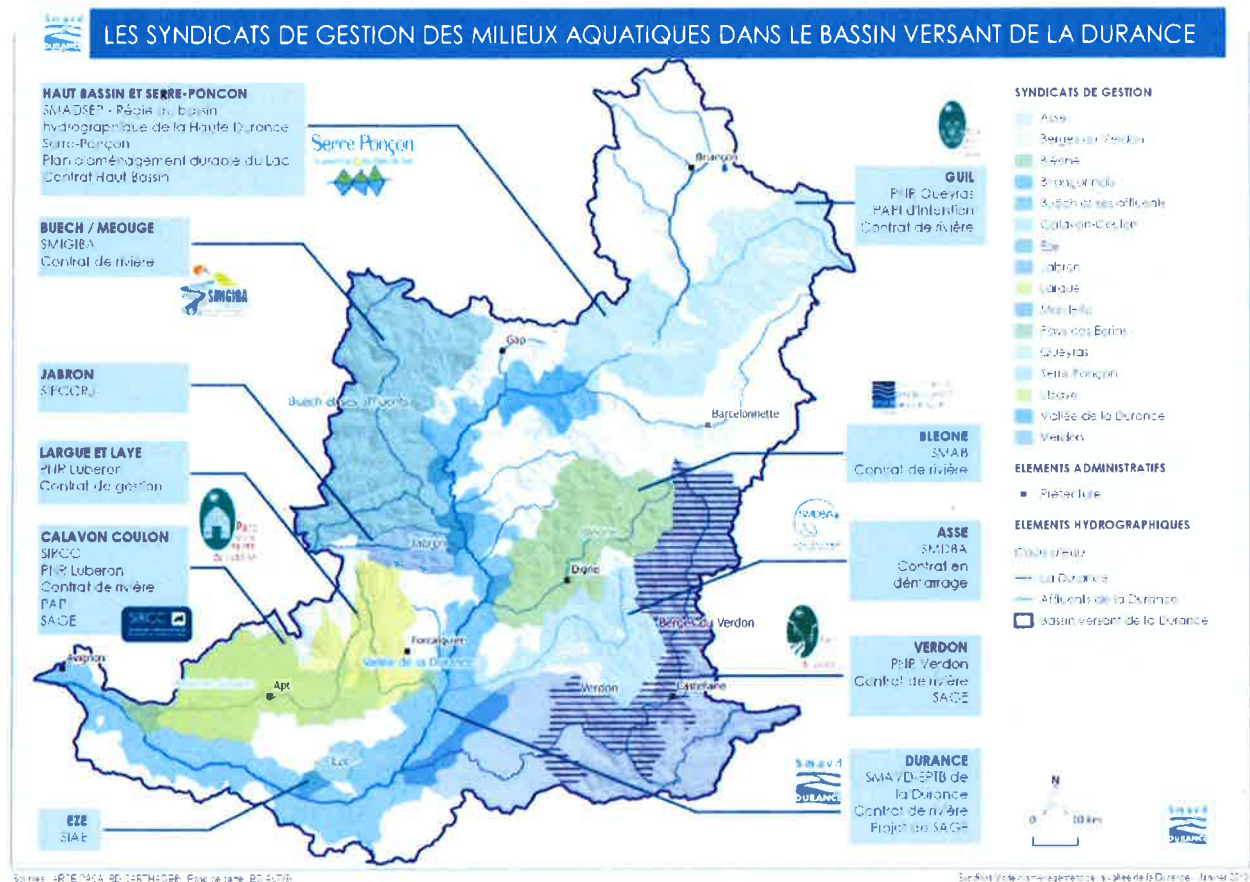 LES SYNDICATS DE GESTION DES MILIEUX AQUATIQUES DANS LE BASSIN VERSANT DE LA DURANCE
Smavd
DURANCE
HAUT BASSIN ET SERRE-PONCON
SMADSEP - Régie du bassin
hydrographique de la Haute Durance
Serre-Ponçon
Plan d'aménagement durable du Lac
Contrat Haut Bassin
Serre Ponçon
BUECH / MEOUGE
SMIGIBA
Contrat de rivière
SMIGIBA
JABRON
LARGUE ET LAYE
PNR Luberon
Contrat de gestion
CALAVON COULON
SIRCC
PNR Luberon
Contrat de rivière
PAPI
SAGE
SIRCC
EZE
SIAE
Briançon
Gap
Buëch et ses affluents
Barcelonnette
Jabron
Digne
Forcalquier
Vallée de la Durance
Berges du Verdon
Avignon
Apt
Verdon
Castellane
GUIL
PNR Queyras
PAPI d'intention
Contrat de rivière
BLEONE
SMAB
Contrat de rivière
SMDBA
ASSE
SMDBA
Contrat en
démarrage
VERDON
PNR Verdon
Contrat de rivière
SAGE
Smavd
DURANCE
DURANCE
SMAVD-EPTB de
la Durance
Contrat de rivière
Projet de SAGE
SYNDICATS DE GESTION
Asse
Berges du Verdon
Bléone
Briançonnais
Buëch et ses affluents
Calavon-Coulon
Eze
Jabron
Largue
Pays des Ecrins
Queyras
Serre Ponçon
Ubaye
Vallée de la Durance
Verdon
ELEMENTS ADMINISTRATIFS
Préfecture
ELEMENTS HYDROGRAPHIQUES
Cours d'eau
La Durance
Affluents de la Durance
Bassin versant de la Durance
N
0 10 km
Smavd
DURANCE